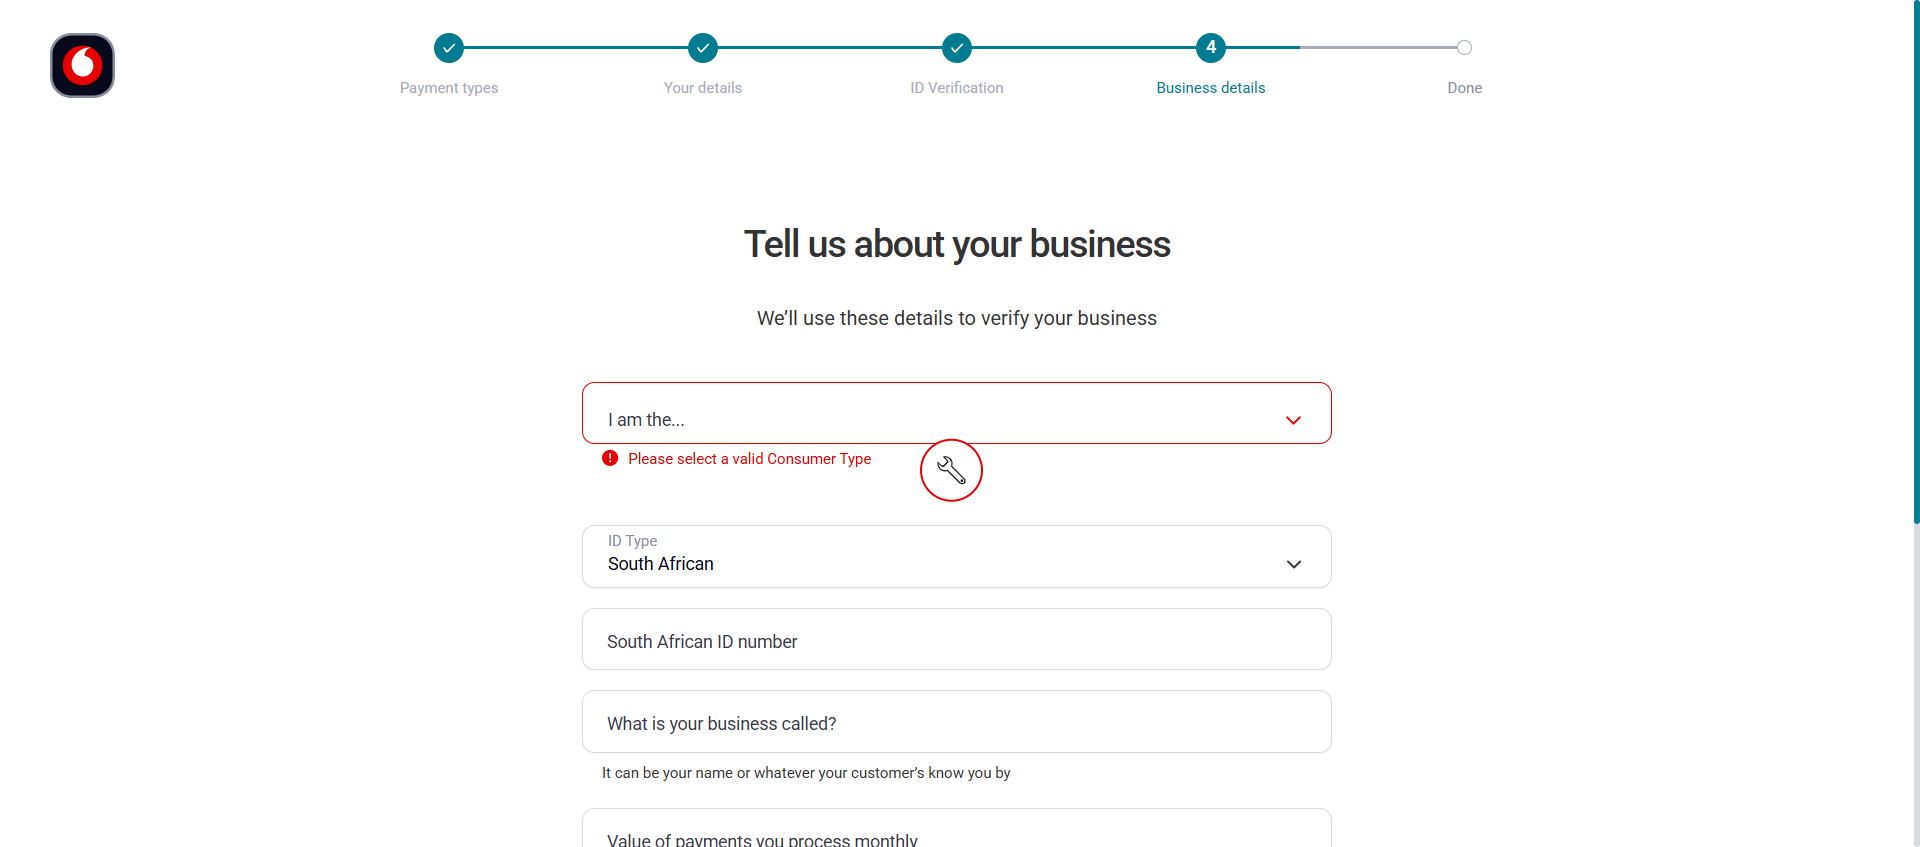 4
Payment types
Your details
ID Verification
Business details
Done
Tell us about your business
We'll use these details to verify your business
I am the...
Please select a valid Consumer Type
ID Type
South African
South African ID number
What is your business called?
It can be your name or whatever your customer's know you by
Value of payments you process monthly